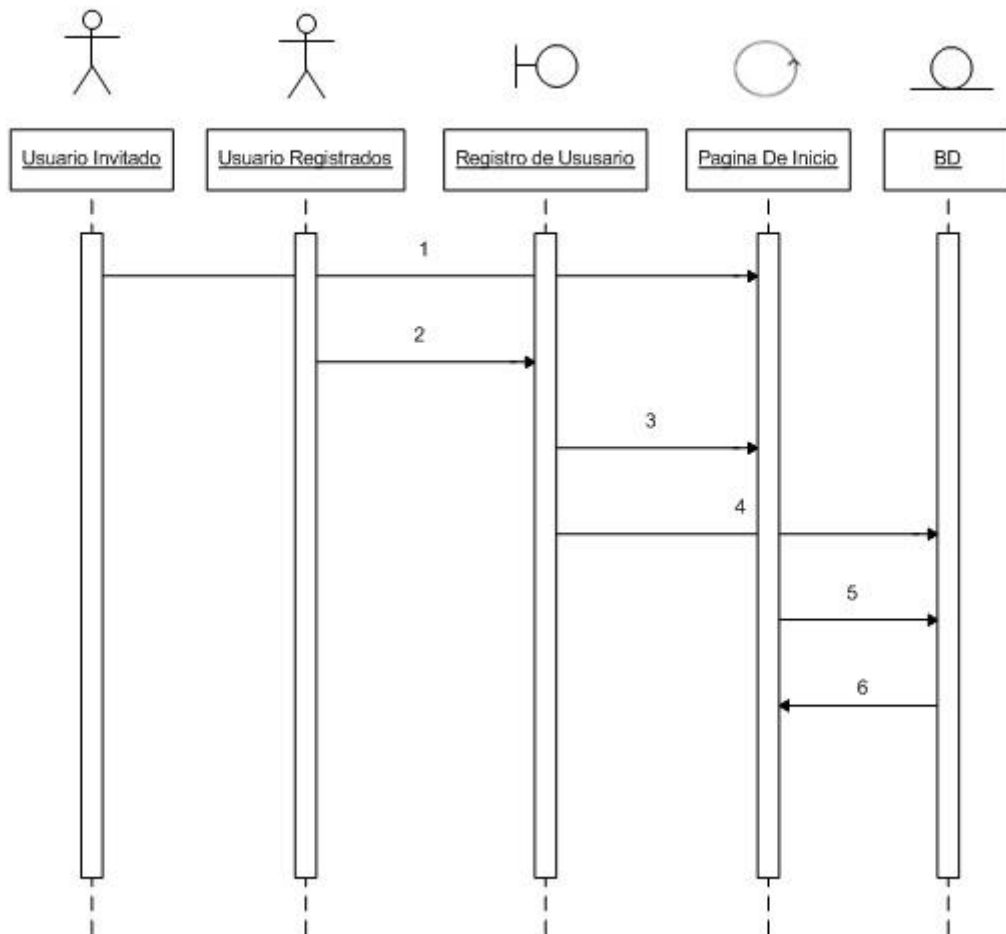 Usuario Invitado
Usuario Registrados
Registro de Ususario
Pagina De Inicio
BD
1
2
3
4
5
6